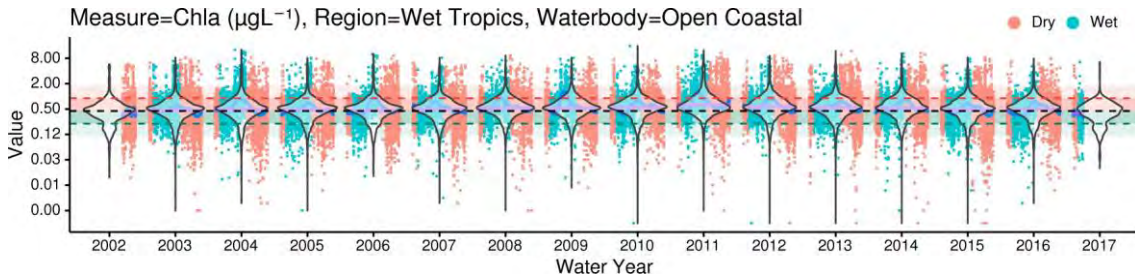 Measure=Chla (µgL⁻¹), Region=Wet Tropics, Waterbody=Open Coastal
Dry Wet
Value
8.00
2.00
0.50
0.12
0.03
0.01
0.00
2002 2003 2004 2005 2006 2007 2008 2009 2010 2011 2012 2013 2014 2015 2016 2017
Water Year